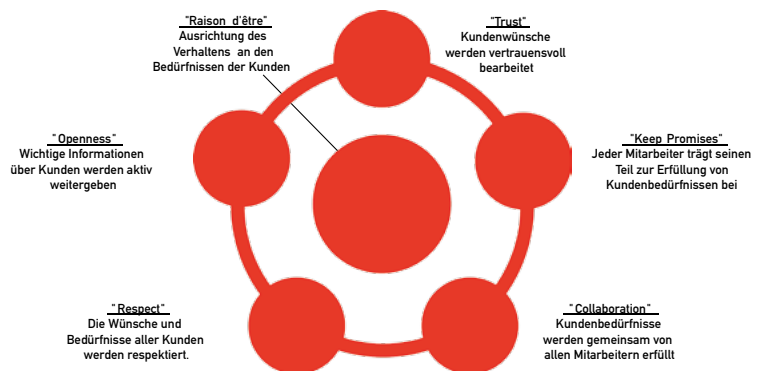 "Raison d'être"
Ausrichtung des
Verhaltens an den
Bedürfnissen der Kunden
"Trust"
Kundenwünsche
werden vertrauensvoll
bearbeitet
"Openness"
Wichtige Informationen
über Kunden werden aktiv
weitergeben
"Keep Promises"
Jeder Mitarbeiter trägt seinen
Teil zur Erfüllung von
Kundenbedürfnissen bei
"Respect"
Die Wünsche und
Bedürfnisse aller Kunden
werden respektiert.
"Collaboration"
Kundenbedürfnisse
werden gemeinsam von
allen Mitarbeitern erfüllt